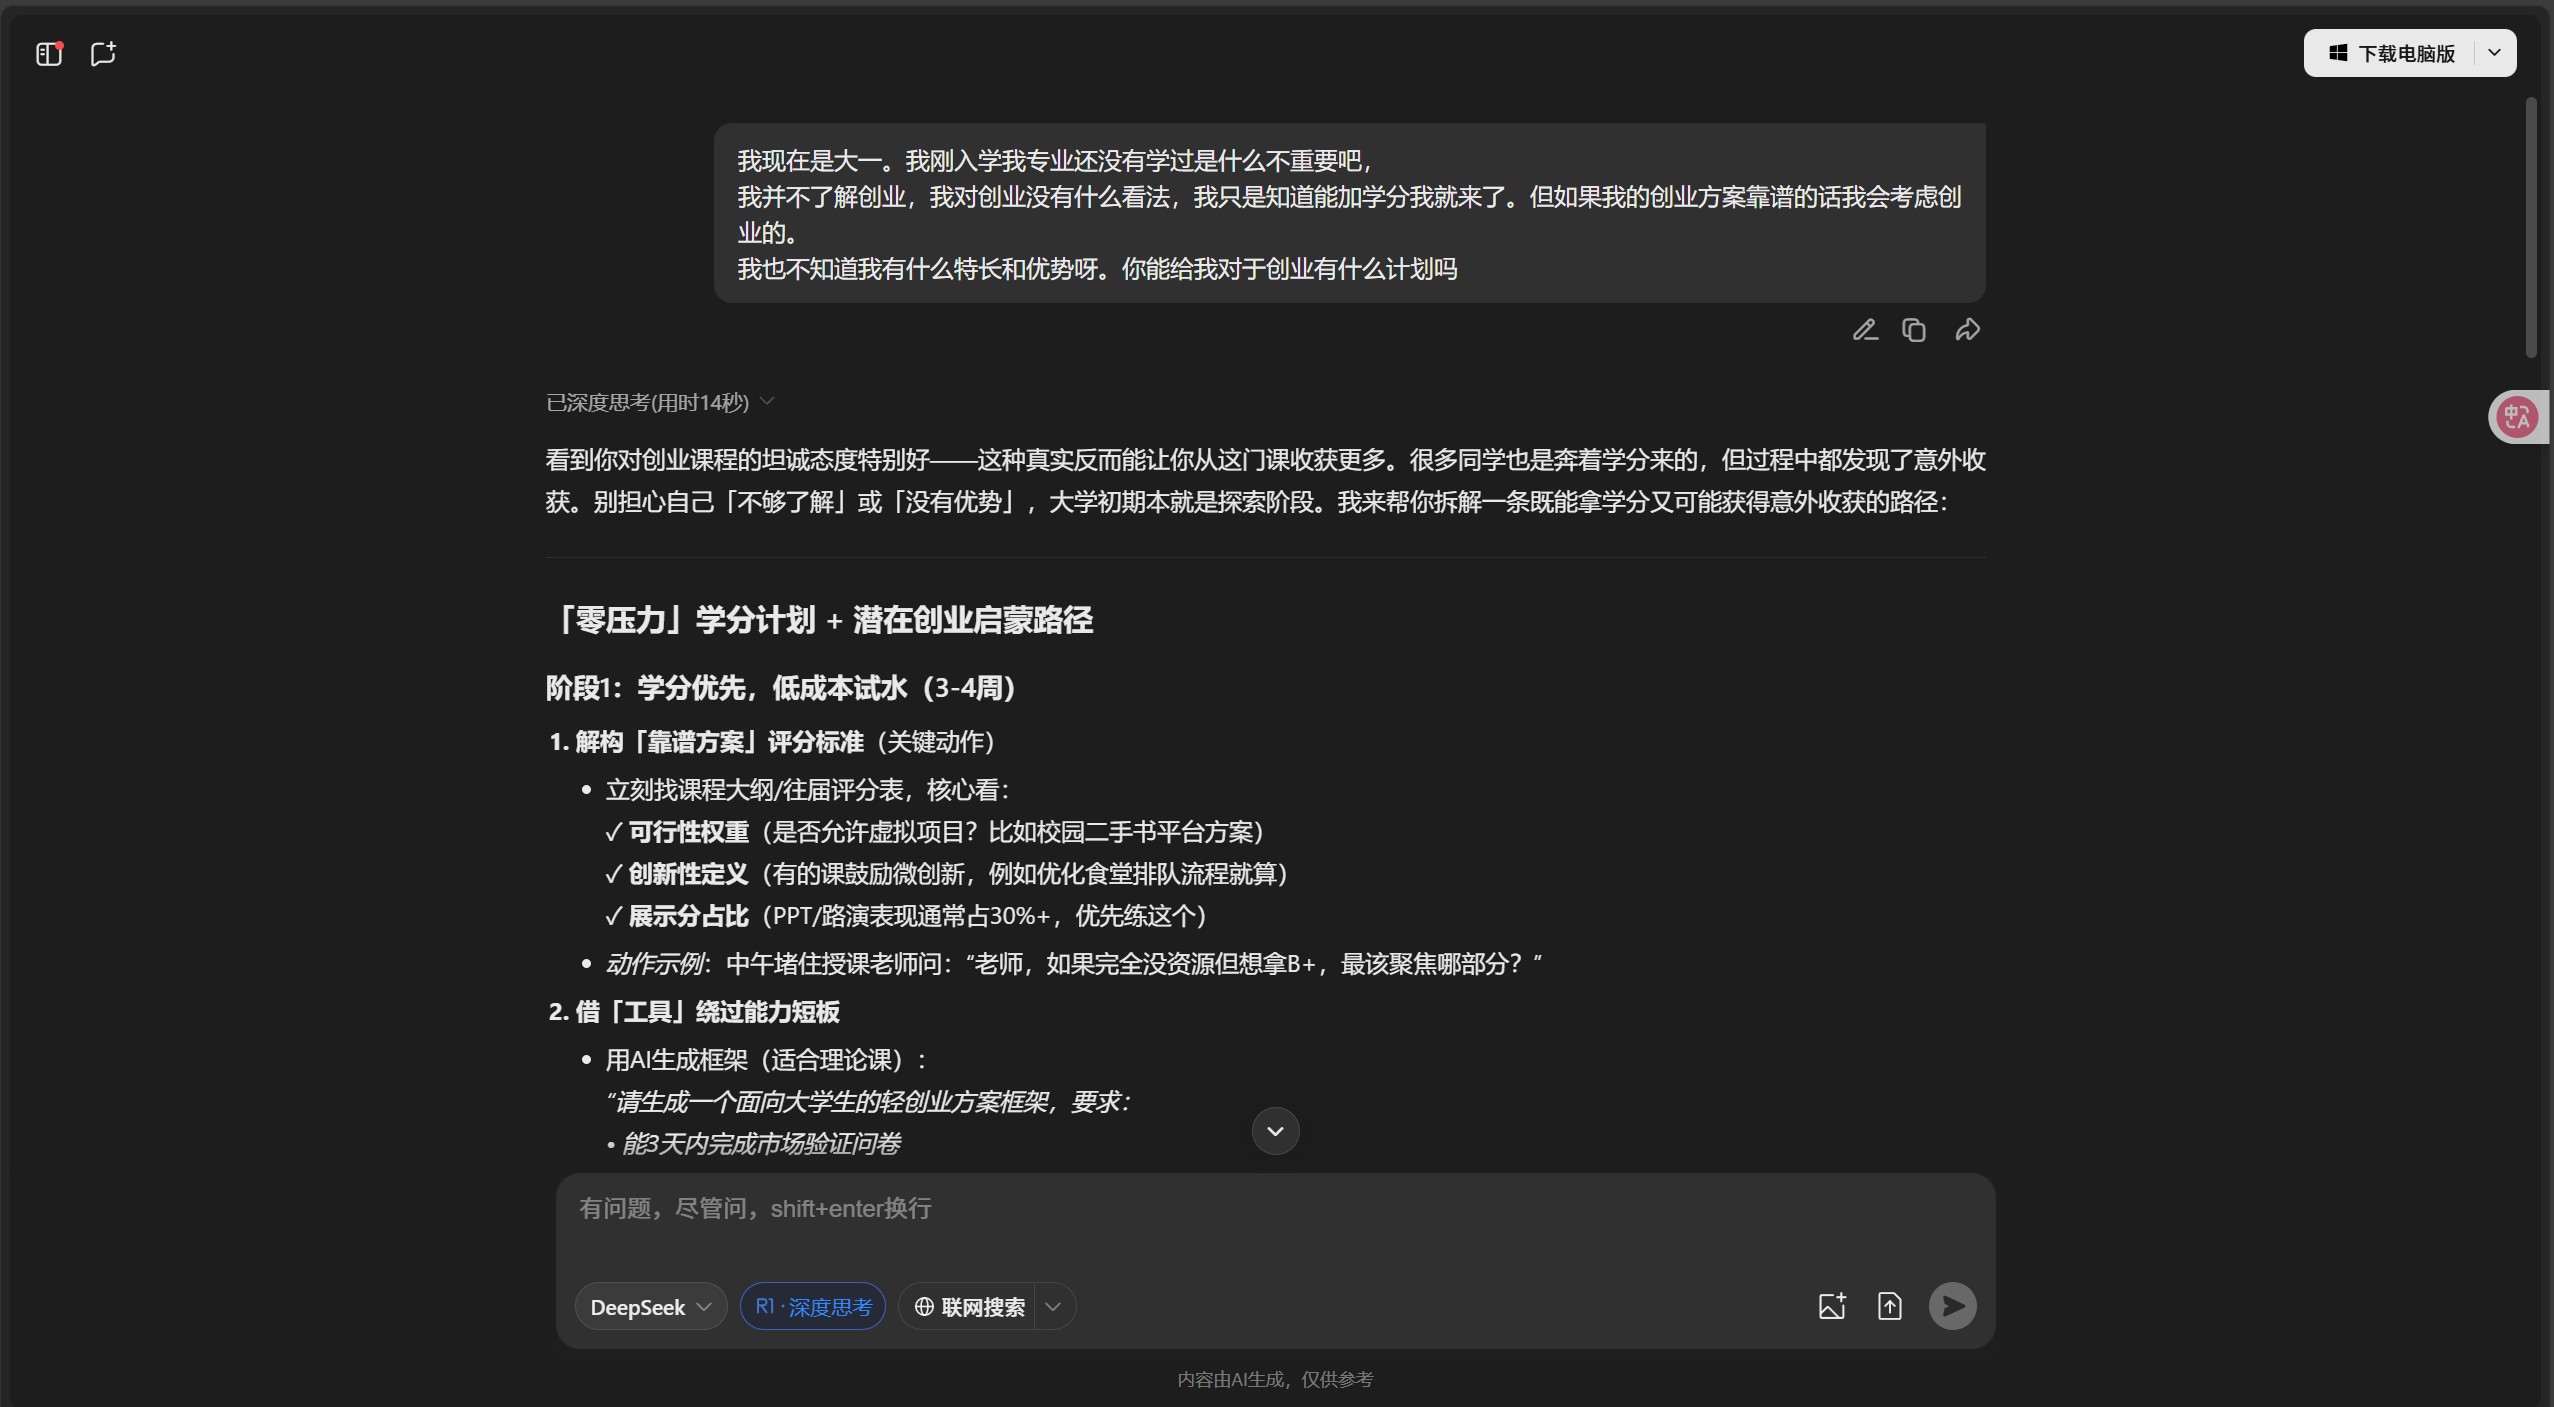 下载电脑版
我现在是大一。我刚入学我专业还没有学过是什么不重要吧，
我并不了解创业，我对创业没有什么看法，我只是知道能加学分我就来了。但如果我的创业方案靠谱的话我会考虑创
业的。
我也不知道我有什么特长和优势呀。你能给我对于创业有什么计划吗
已深度思考(用时14秒)
看到你对创业课程的坦诚态度特别好——这种真实反而能让你从这门课收获更多。很多同学也是奔着学分来的，但过程中都发现了意外收
获。别担心自己「不够了解」或「没有优势」，大学初期本就是探索阶段。我来帮你拆解一条既能拿学分又可能获得意外收获的路径：
「零压力」学分计划 + 潜在创业启蒙路径
阶段1：学分优先，低成本试水（3-4周）
1. 解构「靠谱方案」评分标准（关键动作）
• 立刻找课程大纲/往届评分表，核心看：
✓ 可行性权重（是否允许虚拟项目？比如校园二手书平台方案）
✓ 创新性定义（有的课鼓励微创新，例如优化食堂排队流程就算）
✓ 展示分占比（PPT/路演表现通常占30%+，优先练这个）
• 动作示例：中午堵住授课老师问：“老师，如果完全没资源但想拿B+，最该聚焦哪部分？”
2. 借「工具」绕过能力短板
• 用AI生成框架（适合理论课）：
“请生成一个面向大学生的轻创业方案框架，要求：
• 能3天内完成市场验证问卷
有问题，尽管问，shift+enter换行
DeepSeek R1 · 深度思考 联网搜索
内容由AI生成，仅供参考
中A